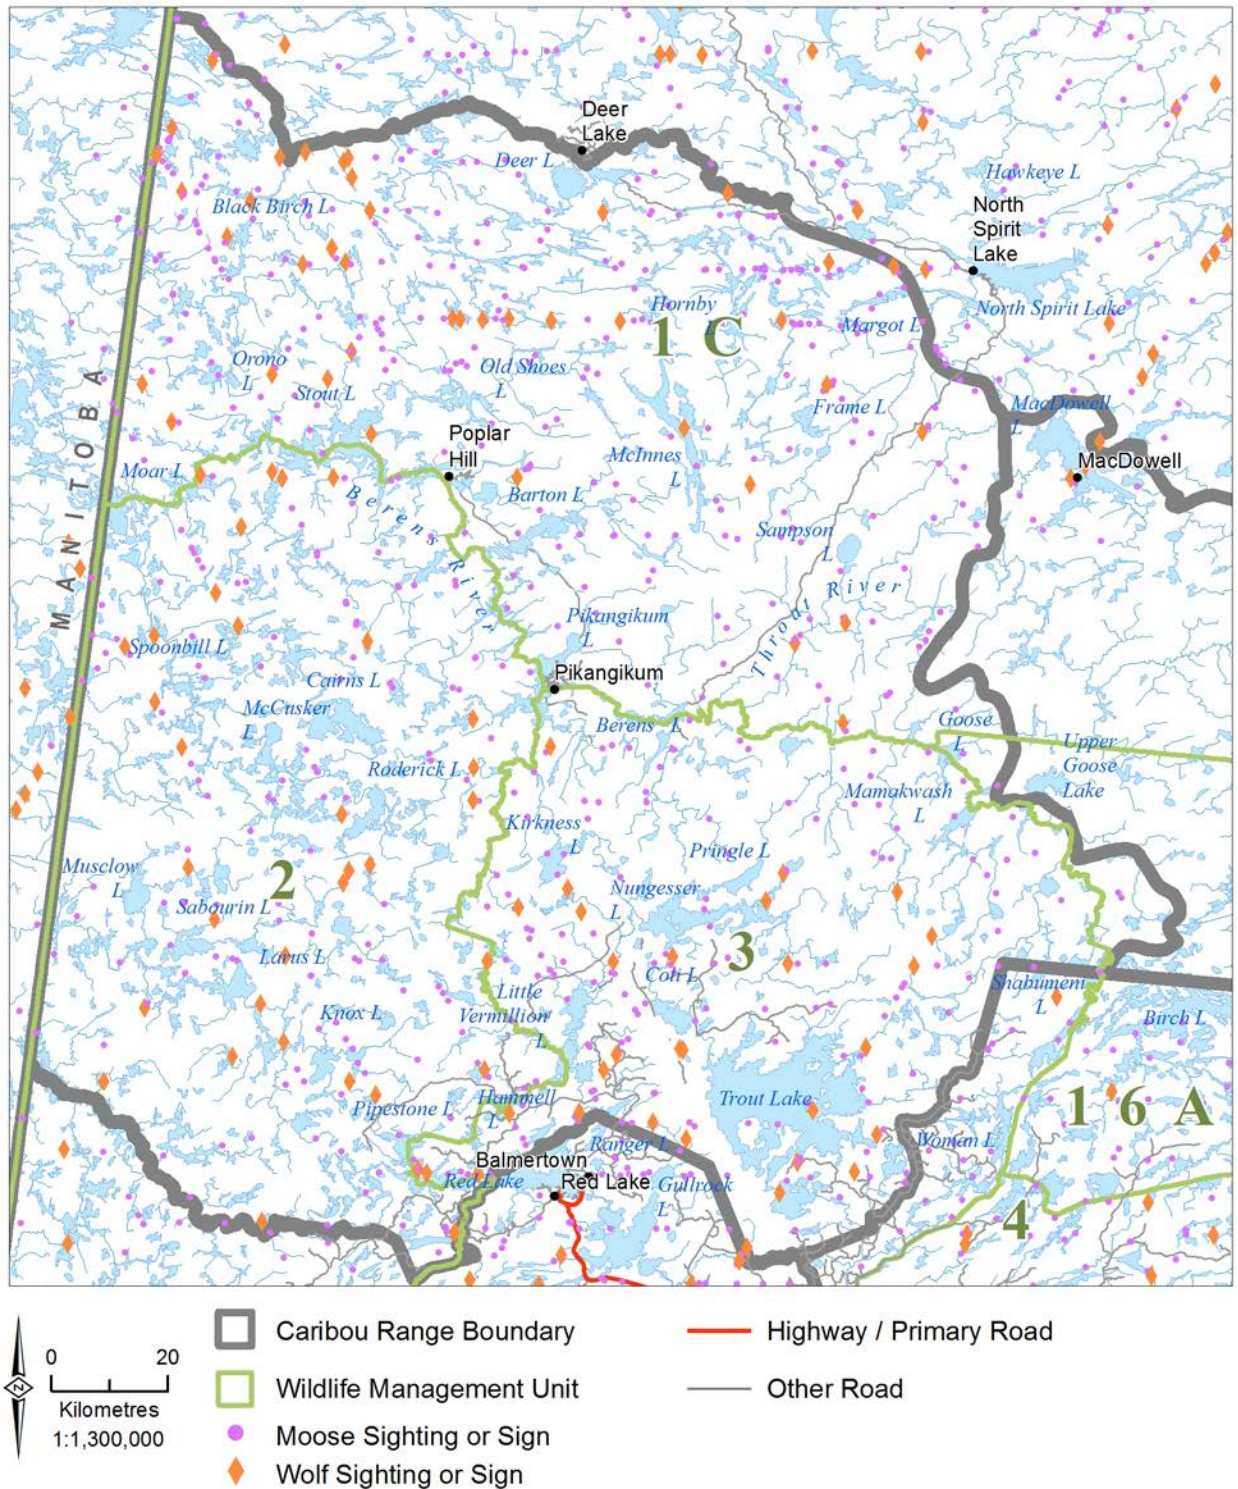 Deer
Lake
Deer L
Hawkeye L
North
Spirit
Lake
Black Birch L
North Spirit Lake
Hornby
L
1 C
Margot L
Orono
L
Old Shoes
L
Stout L
MANITOBA
Frame L
MacDowell
L
Poplar
Hill
McInnes
L
MacDowell
Moar L
Barton L
Berens River
Sampson
L
Throat River
Pikangikum
L
Spoonbill L
Pikangikum
Cairns L
McCusker
L
Berens L
Goose
L
Upper
Goose
Lake
Roderick L
Mamakwash
L
Kirkness
L
Pringle L
Musclow
L
2
Nungesser
L
Sabourin L
3
Larus L
Coli L
Shabumeni
L
Little
Vermillion
L
Knox L
Birch L
Pipestone L
Hammell
L
Trout Lake
1 6 A
Ranger L
Woman L
Balmertown
Red Lake
Red Lake
Gullrock
L
4
0 20
Kilometres
1:1,300,000
N
Caribou Range Boundary
Wildlife Management Unit
Moose Sighting or Sign
Wolf Sighting or Sign
Highway / Primary Road
Other Road